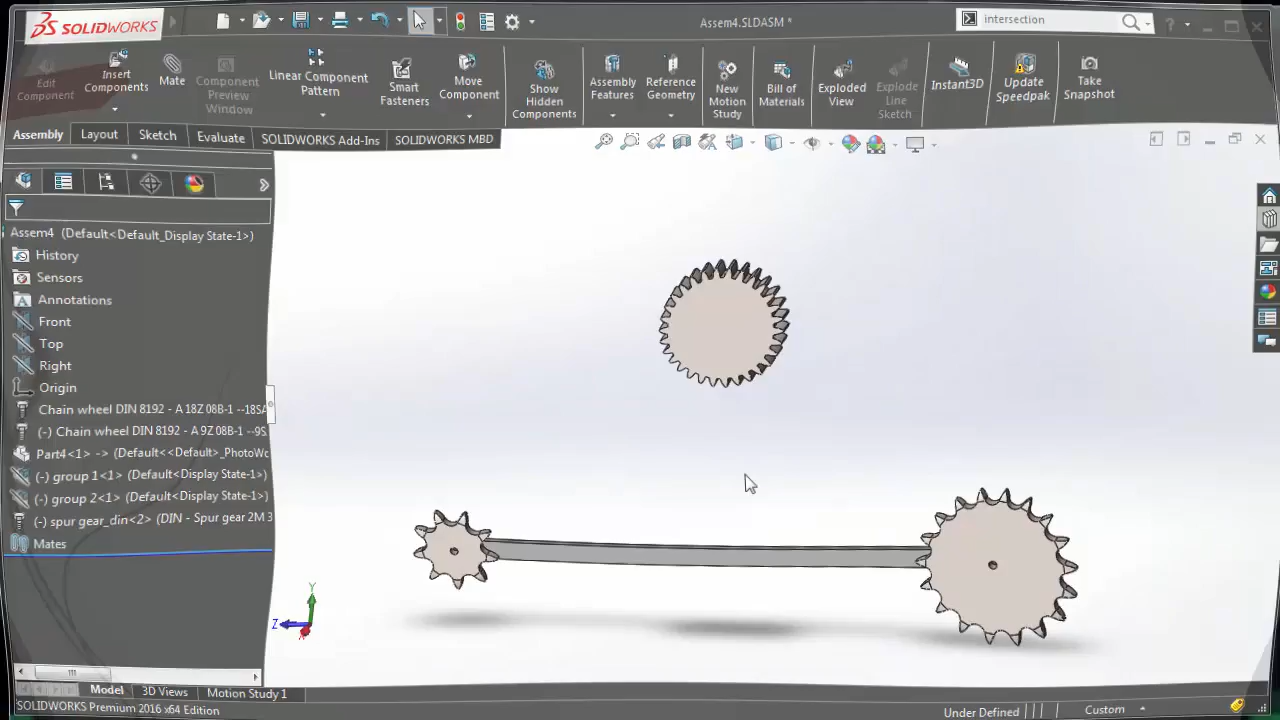 SOLIDWORKS
Assem4.SLDASM *
intersection
?
Edit Component
Insert Components
Mate
Component Preview Window
Linear Component Pattern
Smart Fasteners
Move Component
Show Hidden Components
Assembly Features
Reference Geometry
New Motion Study
Bill of Materials
Exploded View
Explode Line Sketch
Instant3D
Update Speedpak
Take Snapshot
Assembly
Layout
Sketch
Evaluate
SOLIDWORKS Add-Ins
SOLIDWORKS MBD
Assem4 (Default<Default_Display State-1>)
History
Sensors
Annotations
Front
Top
Right
Origin
Chain wheel DIN 8192 - A 18Z 08B-1 --18SA
(-) Chain wheel DIN 8192 - A 9Z 08B-1 --9S
Part4<1> -> (Default<<Default>_PhotoWo
(-) group 1<1> (Default<Display State-1>)
(-) group 2<1> (Default<Display State-1>)
(-) spur gear_din<2> (DIN - Spur gear 2M 3
Mates
Y
Z
Model
3D Views
Motion Study 1
SOLIDWORKS Premium 2016 x64 Edition
Under Defined
Custom